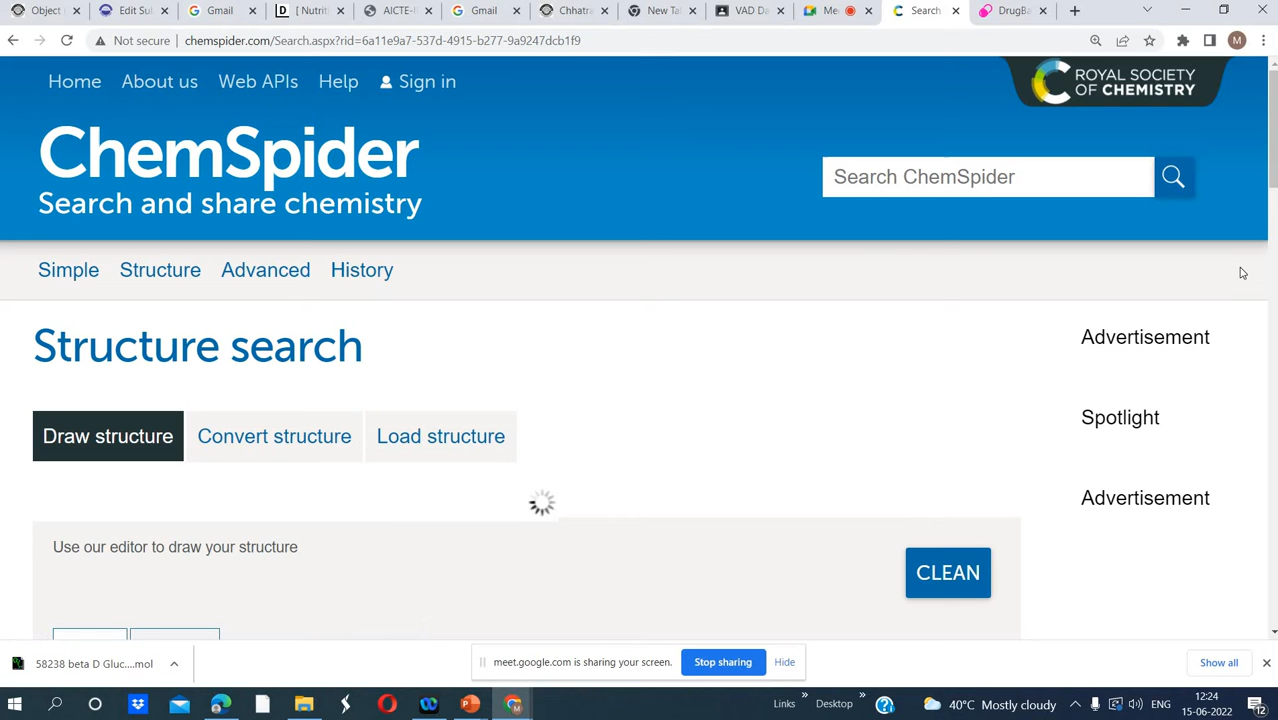 Object
Edit Sul
Gmail
[ Nutriti
AICTE-I
Gmail
Chhatra
New Ta
VAD Da
Me
Search
DrugBa
Not secure
chemspider.com/Search.aspx?rid=6a11e9a7-537d-4915-b277-9a9247dcb1f9
M
Home About us Web APIs Help Sign in
ROYAL SOCIETY
OF CHEMISTRY
ChemSpider
Search and share chemistry
Search ChemSpider
Simple Structure Advanced History
Structure search
Advertisement
Draw structure Convert structure Load structure
Spotlight
Advertisement
Use our editor to draw your structure
CLEAN
58238 beta D Gluc....mol
meet.google.com is sharing your screen. Stop sharing Hide
Show all
Links » Desktop »
40°C Mostly cloudy
ENG
12:24
15-06-2022
12